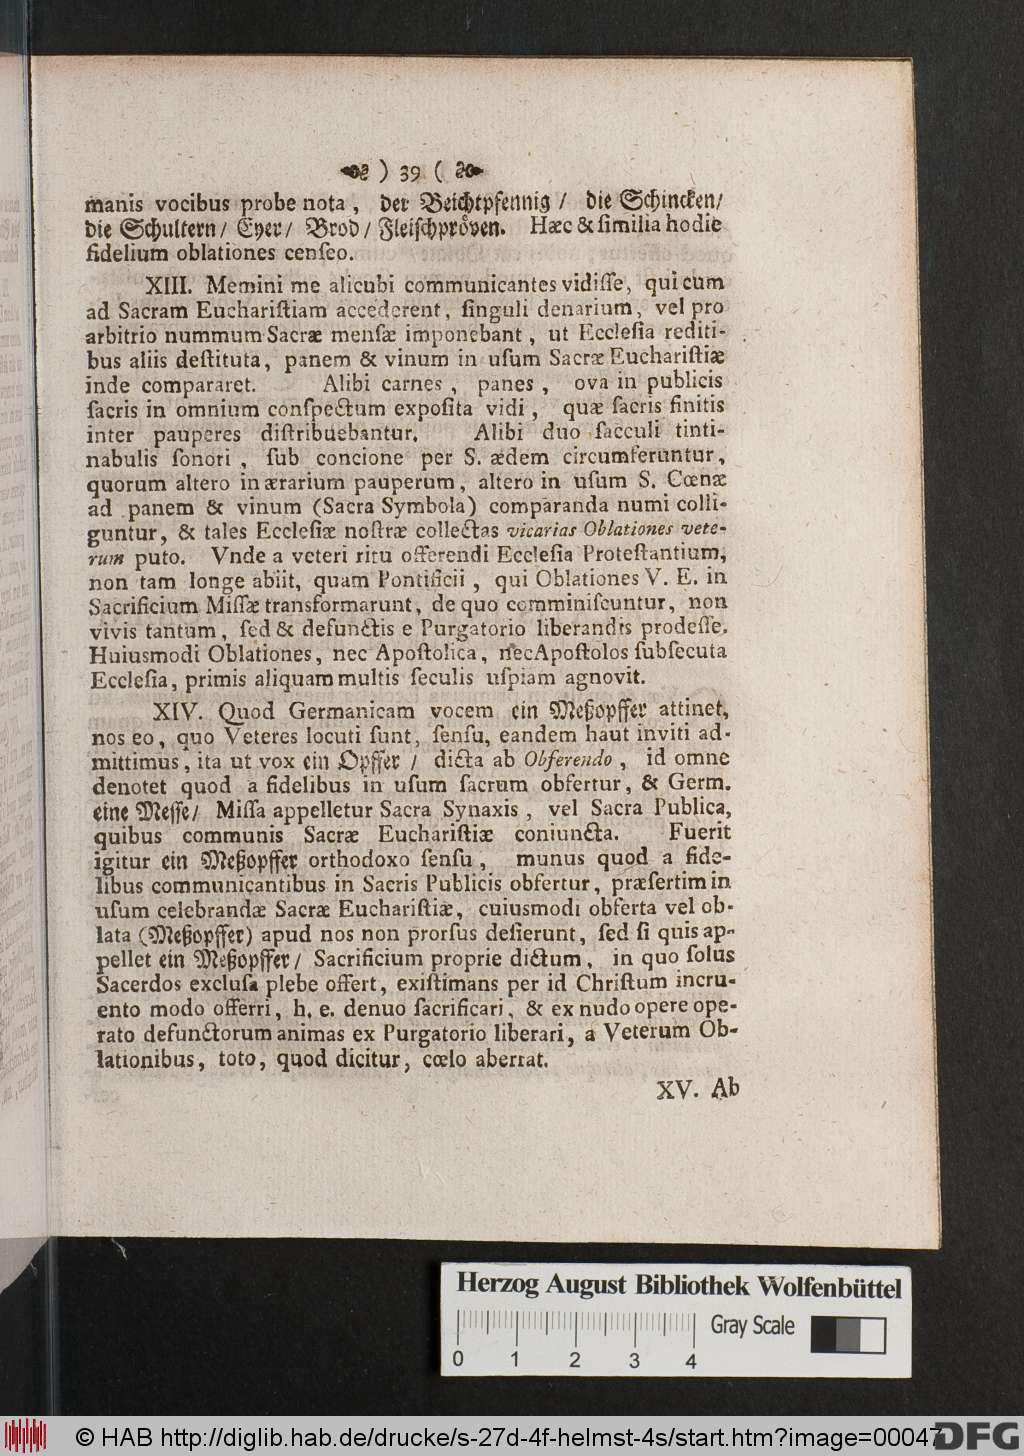 ) 39 (
manis vocibus probe nota, der Beichtpfennig/ die Schincken/
die Schultern/ Eyer/ Brod/ Fleischpröven. Hæc & ſimilia hodie
fidelium oblationes cenſeo.
XIII. Memini me alicubi communicantes vidiſſe, qui cum
ad Sacram Euchariſtiam accederent, ſinguli denarium, vel pro
arbitrio nummum Sacræ menſæ imponebant, ut Eccleſia rediti-
bus aliis deſtituta, panem & vinum in uſum Sacræ Euchariſtiæ
inde compararet. Alibi carnes, panes, ova in publicis
ſacris in omnium conſpectum expoſita vidi, quæ ſacris finitis
inter pauperes diſtribuebantur. Alibi duo ſacculi tinti-
nabulis ſonori, ſub concione per S. ædem circumferuntur,
quorum altero in ærarium pauperum, altero in uſum S. Cœnæ
ad panem & vinum (Sacra Symbola) comparanda numi colli-
guntur, & tales Eccleſiæ noſtræ collectas vicarias Oblationes vete-
rum puto. Vnde a veteri ritu offerendi Eccleſia Proteſtantium,
non tam longe abiit, quam Pontificii, qui Oblationes V. E. in
Sacrificium Miſſæ transformarunt, de quo comminiſcuntur, non
vivis tantum, ſed & defunctis e Purgatorio liberandis prodeſſe.
Huiusmodi Oblationes, nec Apoſtolica, nec Apoſtolos ſubſecuta
Eccleſia, primis aliquam multis ſeculis uſpiam agnovit.
XIV. Quod Germanicam vocem ein Meßopffer attinet,
nos eo, quo Veteres locuti ſunt, ſenſu, eandem haut inviti ad-
mittimus, ita ut vox ein Opffer/ dicta ab Obferendo, id omne
denotet quod a fidelibus in uſum ſacrum obfertur, & Germ.
eine Meſſe/ Miſſa appelletur Sacra Synaxis, vel Sacra Publica,
quibus communis Sacræ Euchariſtiæ coniuncta. Fuerit
igitur ein Meßopffer orthodoxo ſenſu, munus quod a fide-
libus communicantibus in Sacris Publicis obfertur, præſertim in
uſum celebrandæ Sacræ Euchariſtiæ, cuiusmodi obferta vel ob-
lata (Meßopffer) apud nos non prorſus deſierunt, ſed ſi quis ap-
pellet ein Meßopffer/ Sacrificium proprie dictum, in quo ſolus
Sacerdos excluſa plebe offert, exiſtimans per id Chriſtum incru-
ento modo offerri, h. e. denuo ſacrificari, & ex nudo opere ope-
rato defunctorum animas ex Purgatorio liberari, a Veterum Ob-
lationibus, toto, quod dicitur, cœlo aberrat.
XV. Ab
Herzog August Bibliothek Wolfenbüttel
Gray Scale
0 1 2 3 4
© HAB http://diglib.hab.de/drucke/s-27d-4f-helmst-4s/start.htm?image=00047
DFG